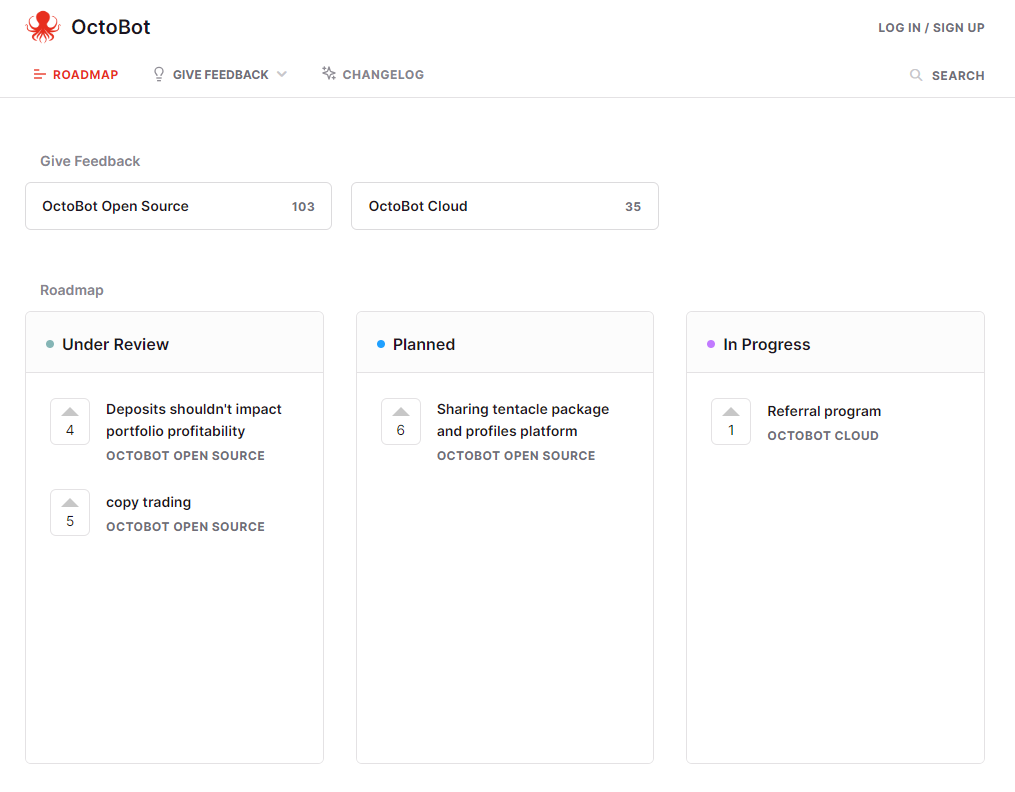 OctoBot
LOG IN / SIGN UP
ROADMAP
GIVE FEEDBACK
CHANGELOG
SEARCH
Give Feedback
OctoBot Open Source 103
OctoBot Cloud 35
Roadmap
Under Review
4
Deposits shouldn't impact
portfolio profitability
OCTOBOT OPEN SOURCE
5
copy trading
OCTOBOT OPEN SOURCE
Planned
6
Sharing tentacle package
and profiles platform
OCTOBOT OPEN SOURCE
In Progress
1
Referral program
OCTOBOT CLOUD